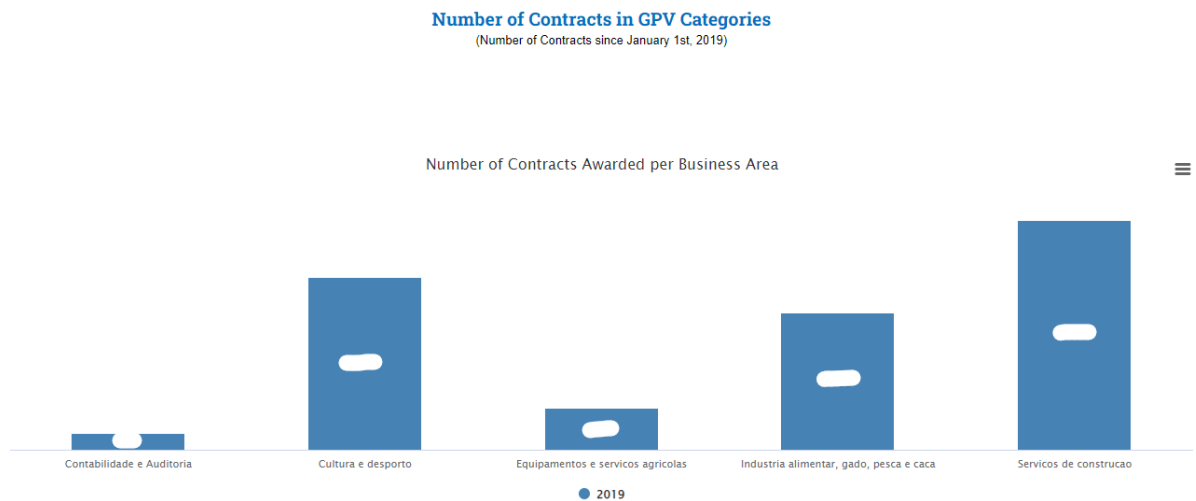 Number of Contracts in GPV Categories
(Number of Contracts since January 1st, 2019)
Number of Contracts Awarded per Business Area
Contabilidade e Auditoria
Cultura e desporto
Equipamentos e servicos agricolas
Industria alimentar, gado, pesca e caca
Servicos de construcao
2019